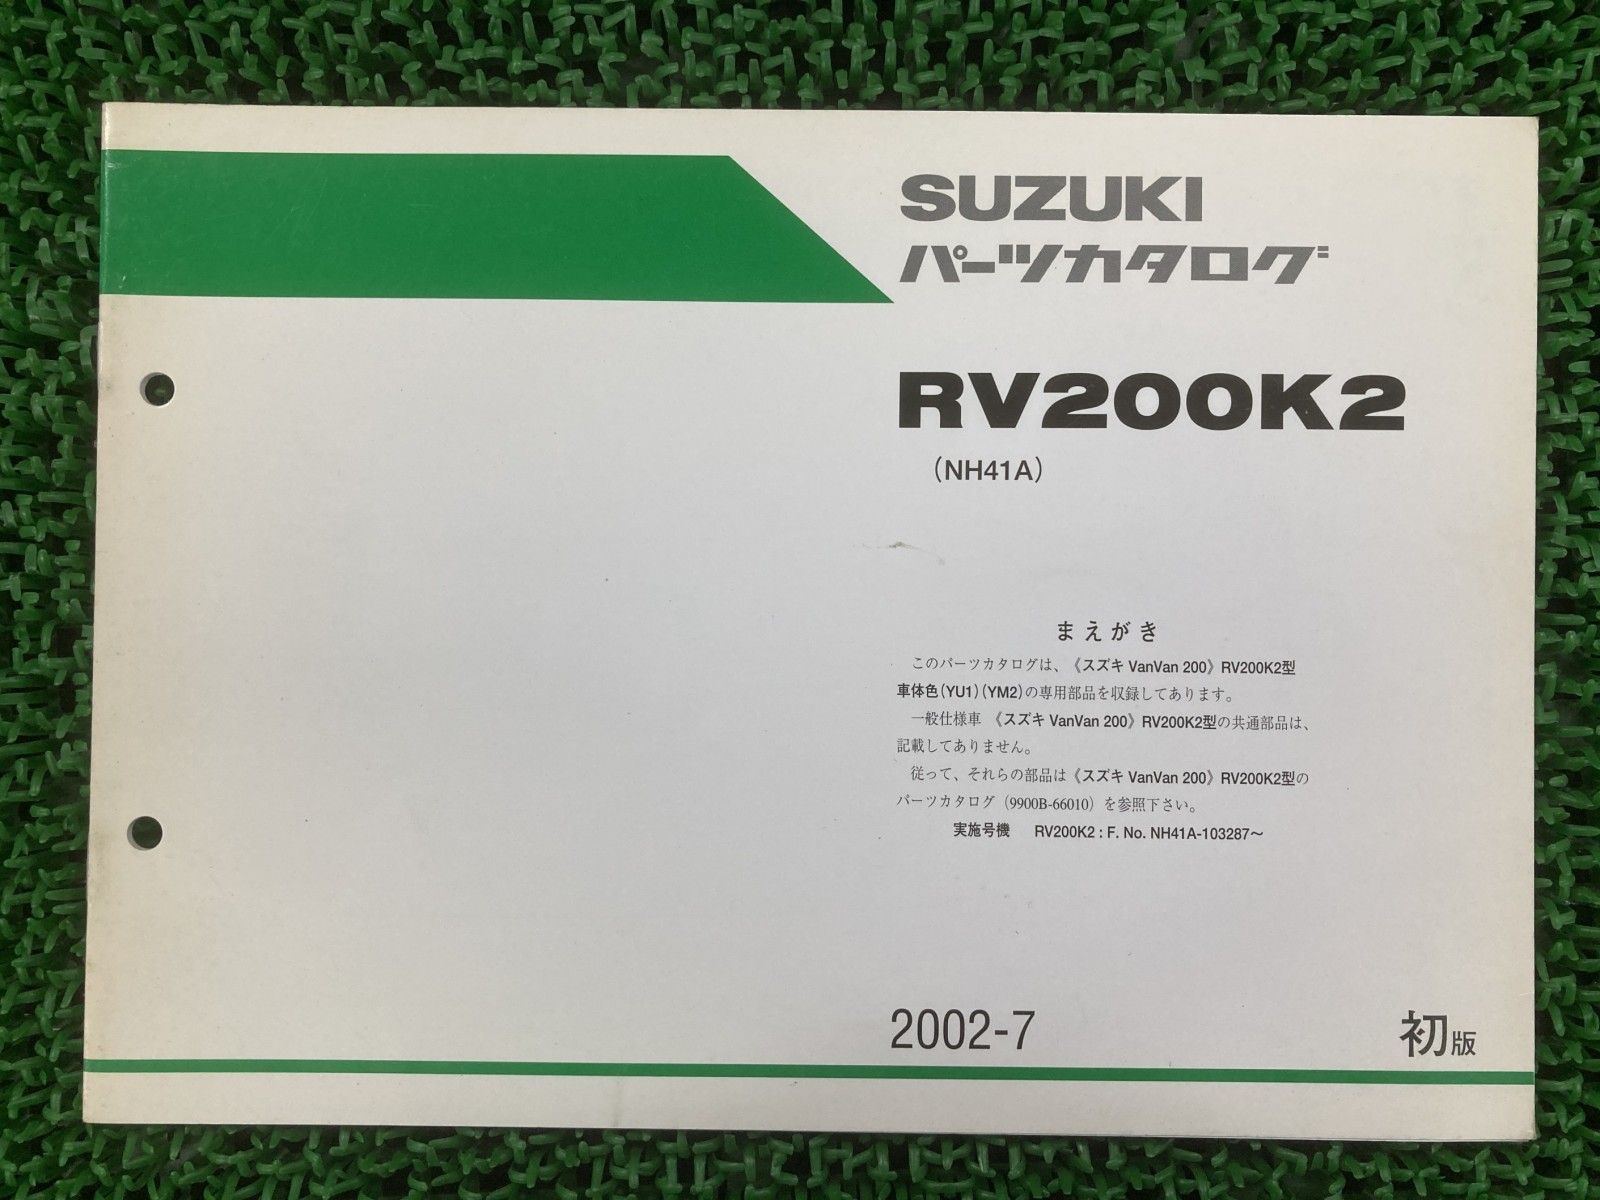 SUZUKI
パーツカタログ
RV200K2
(NH41A)
まえがき
このパーツカタログは、《スズキ VanVan 200》RV200K2型
車体色(YU1)(YM2)の専用部品を収録してあります。
一般仕様車 《スズキ VanVan 200》RV200K2型の共通部品は、
記載してありません。
従って、それらの部品は《スズキ VanVan 200》RV200K2型の
パーツカタログ(9900B-66010)を参照下さい。
実施号機 RV200K2 : F. No. NH41A-103287～
2002-7 初版